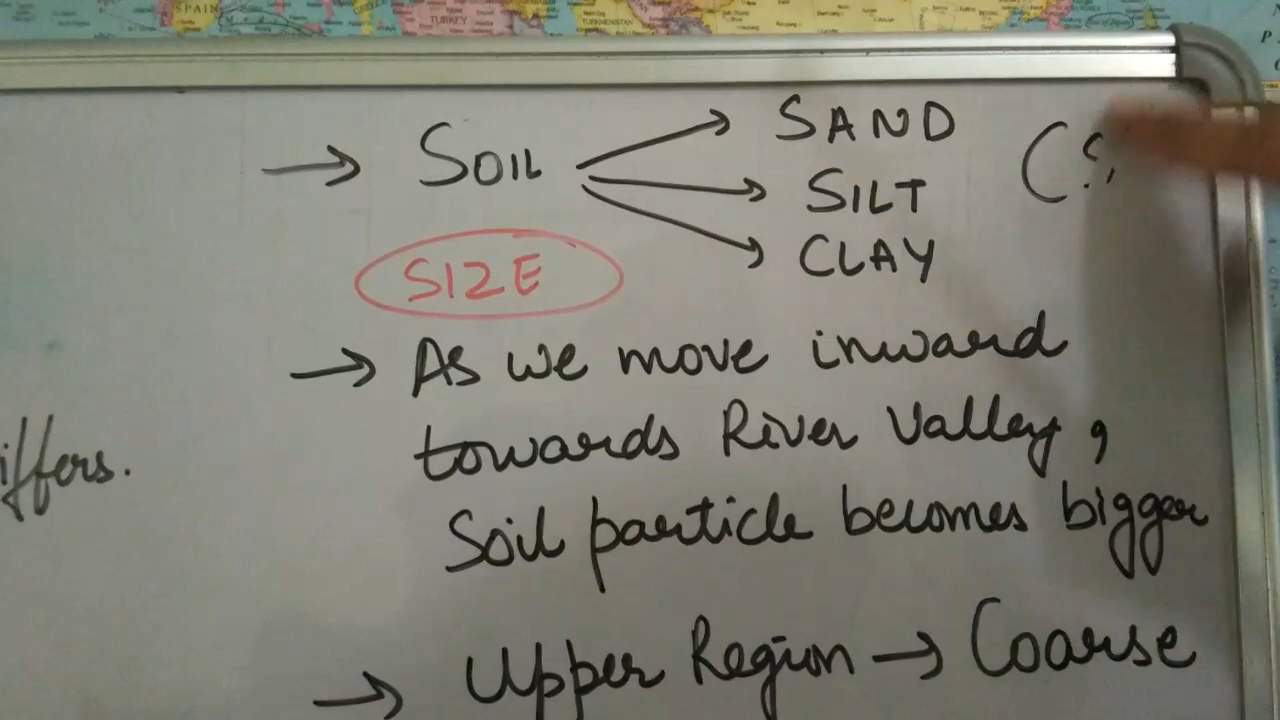 SPAIN
TURKEY
TURKMENISTAN
→ SOIL → SAND
→ SILT
→ CLAY
SIZE
→ As we move inward
towards River Valley,
Soil particle becomes bigger
iffers.
→ Upper Region → Coarse